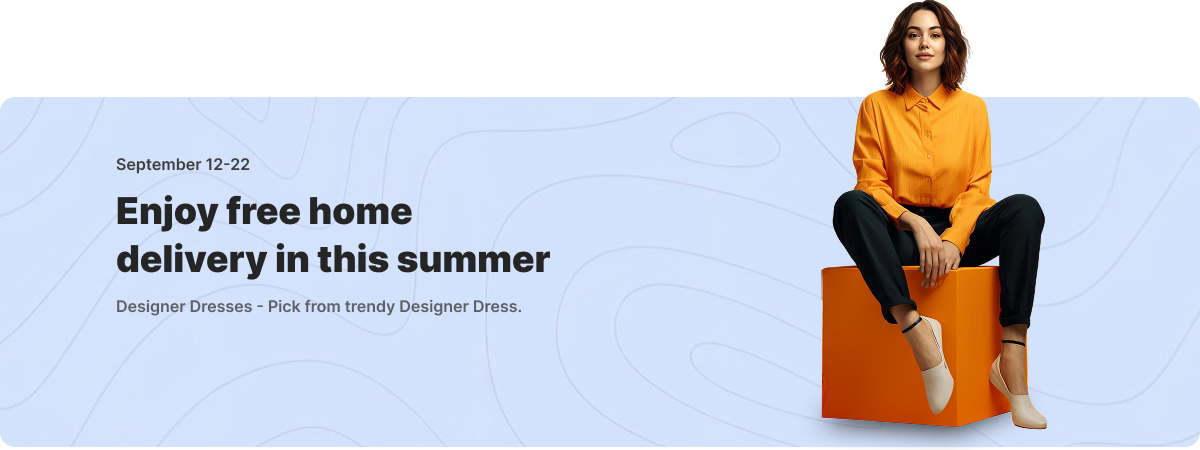 September 12-22
Enjoy free home
delivery in this summer
Designer Dresses - Pick from trendy Designer Dress.